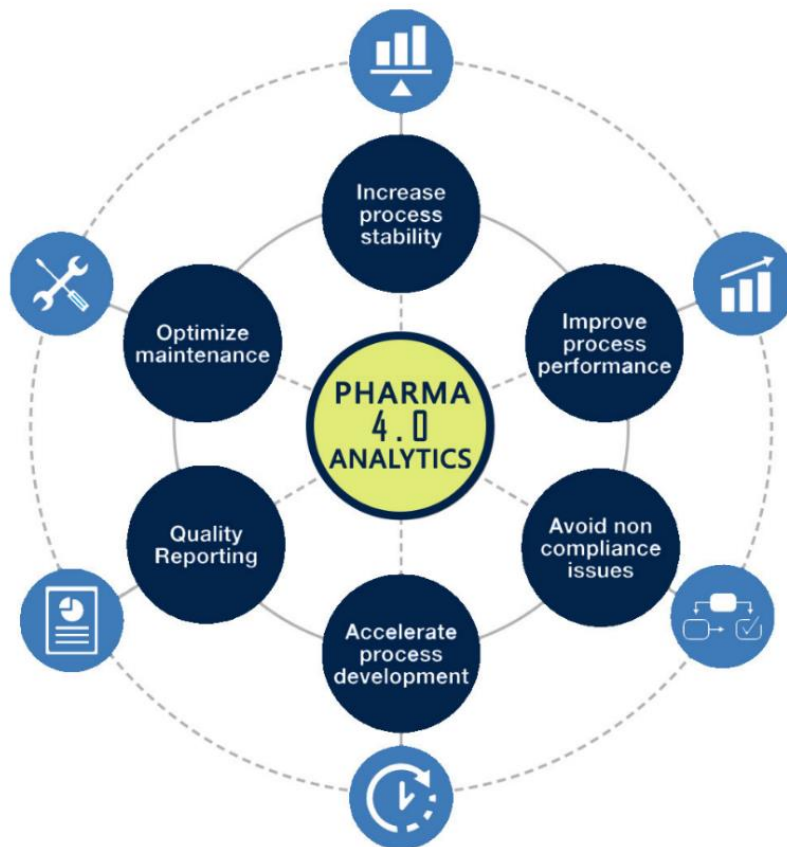 Increase
process
stability
Improve
process
performance
Avoid non
compliance
issues
Accelerate
process
development
Quality
Reporting
Optimize
maintenance
PHARMA
4.0
ANALYTICS